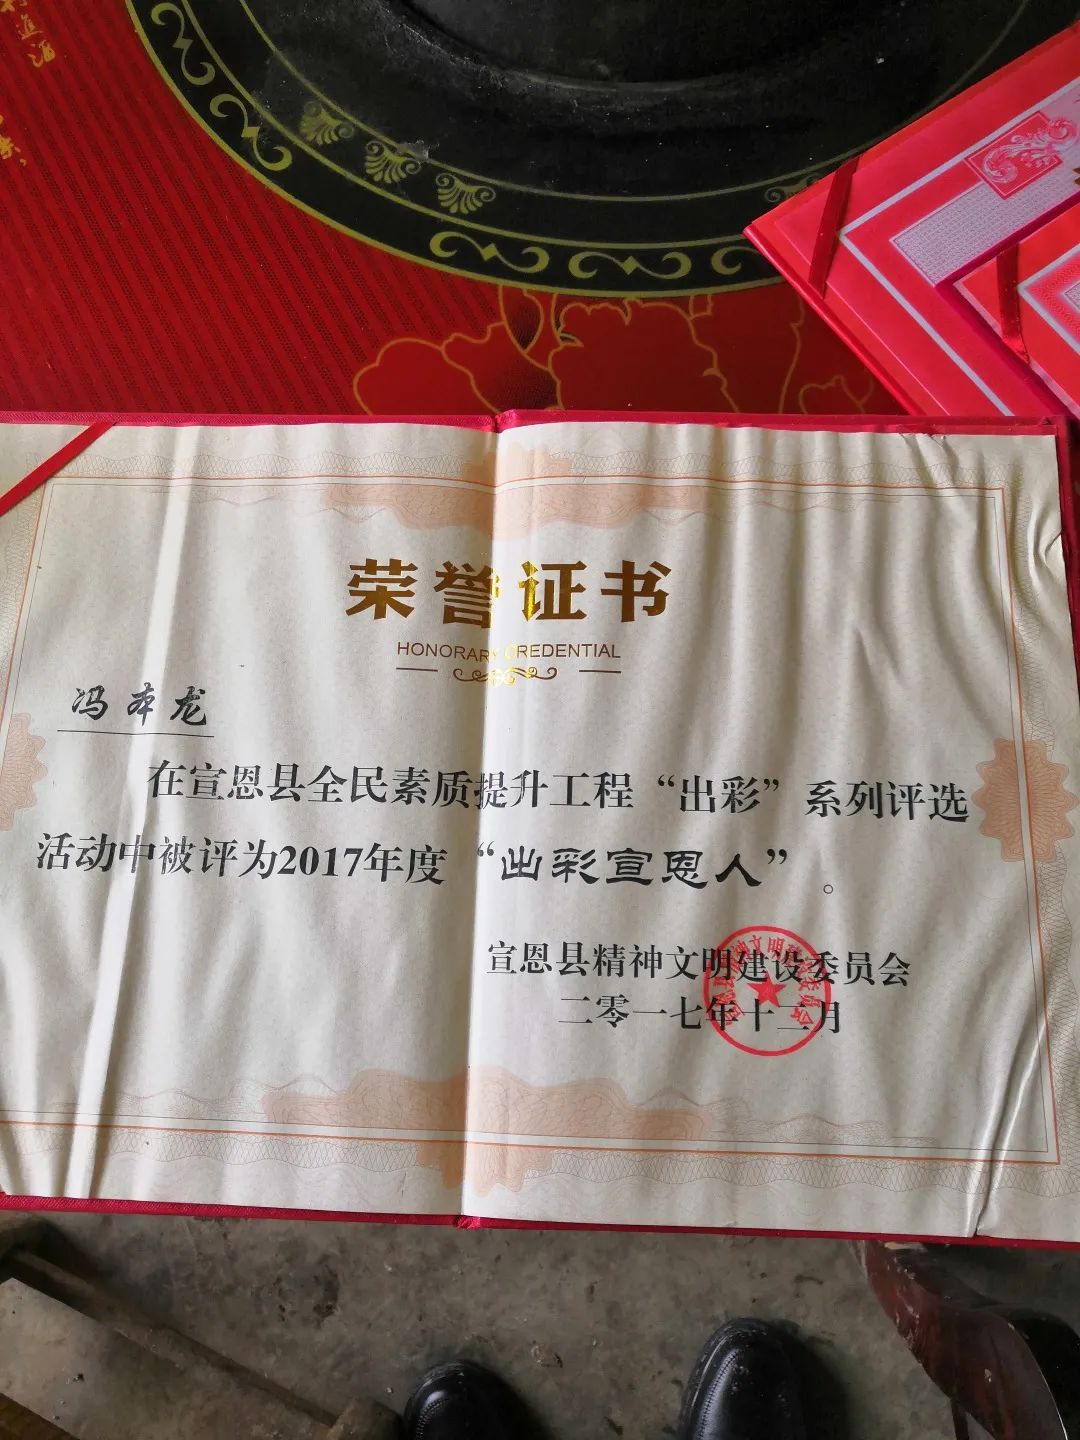 荣誉证书
HONORARY CREDENTIAL
冯本龙
在宣恩县全民素质提升工程“出彩”系列评选
活动中被评为2017年度“出彩宣恩人”。
宣恩县精神文明建设委员会
二零一七年十二月